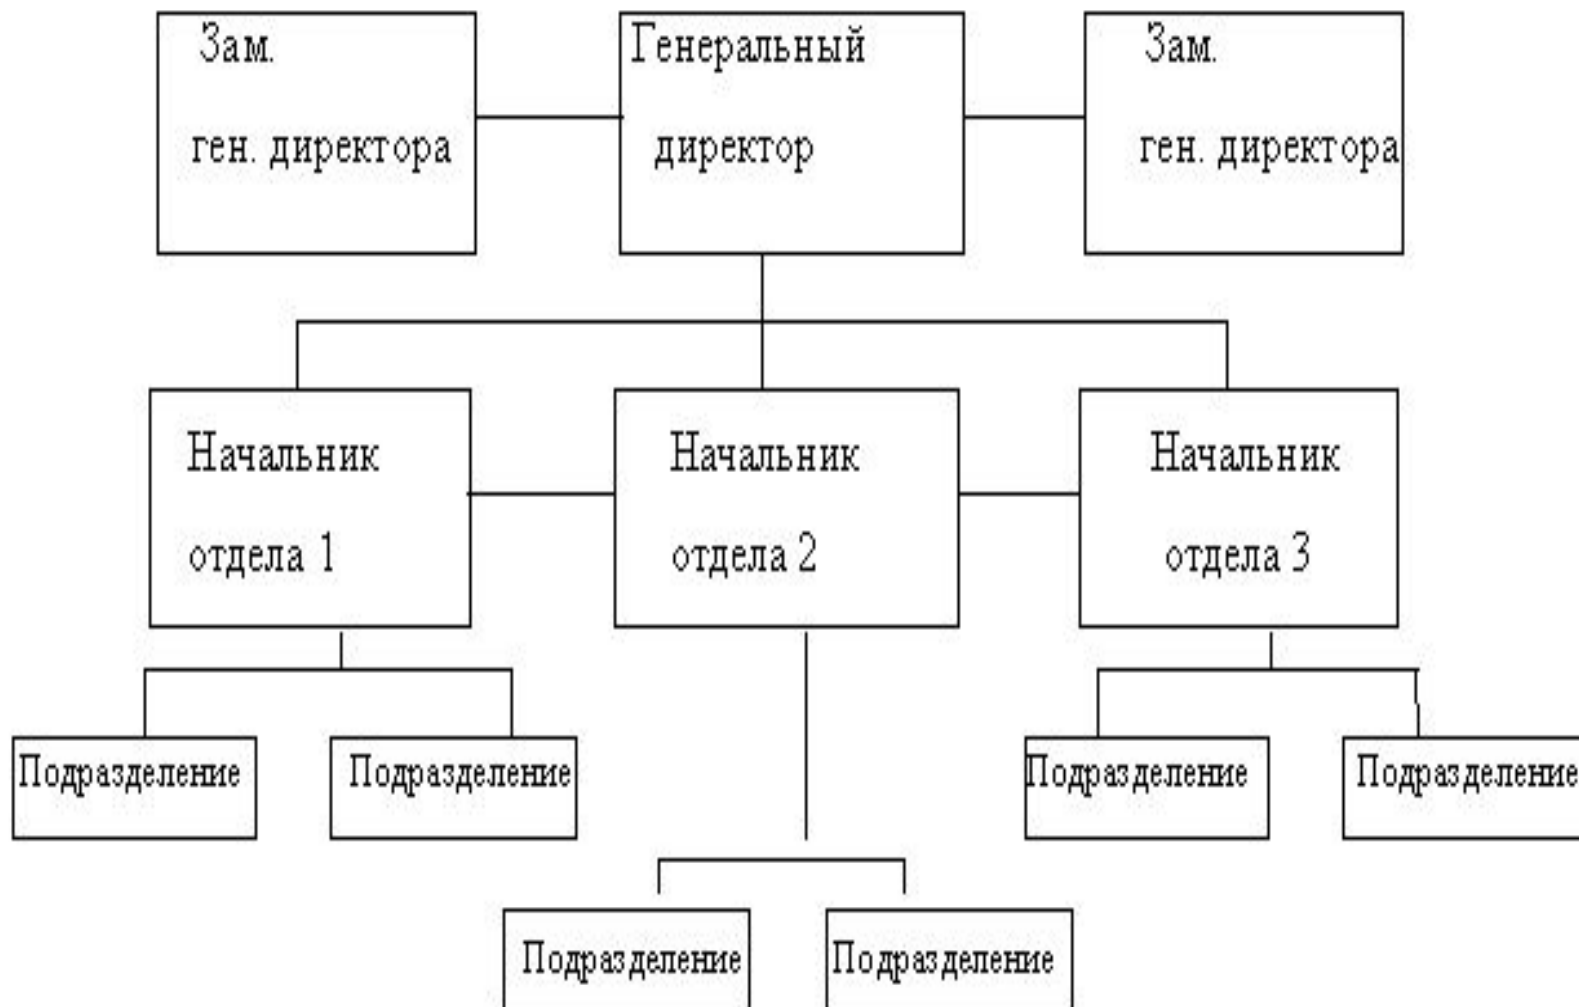 Зам.
ген. директора
Генеральный
директор
Зам.
ген. директора
Начальник
отдела 1
Начальник
отдела 2
Начальник
отдела 3
Подразделение
Подразделение
Подразделение
Подразделение
Подразделение
Подразделение